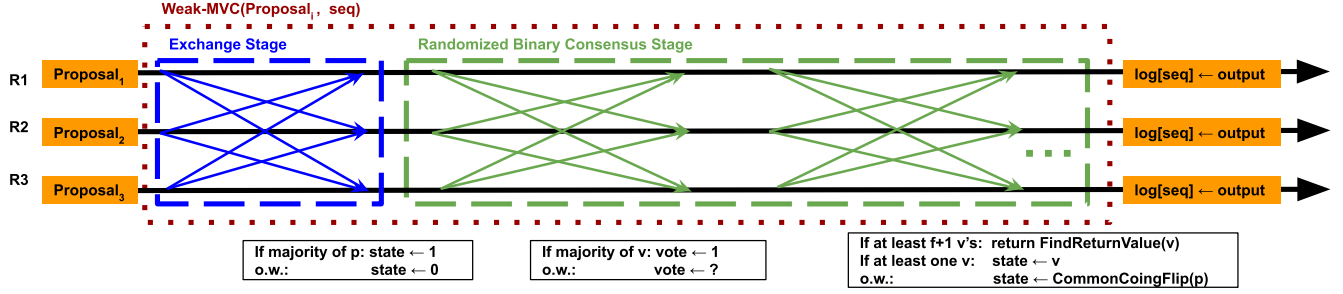 Weak-MVC(Proposal_i, seq)
Exchange Stage
Randomized Binary Consensus Stage
R1
Proposal_1
log[seq] ← output
R2
Proposal_2
log[seq] ← output
R3
Proposal_3
log[seq] ← output
If majority of p: state ← 1
o.w.: state ← 0
If majority of v: vote ← 1
o.w.: vote ← ?
If at least f+1 v's: return FindReturnValue(v)
If at least one v: state ← v
o.w.: state ← CommonCoingFlip(p)